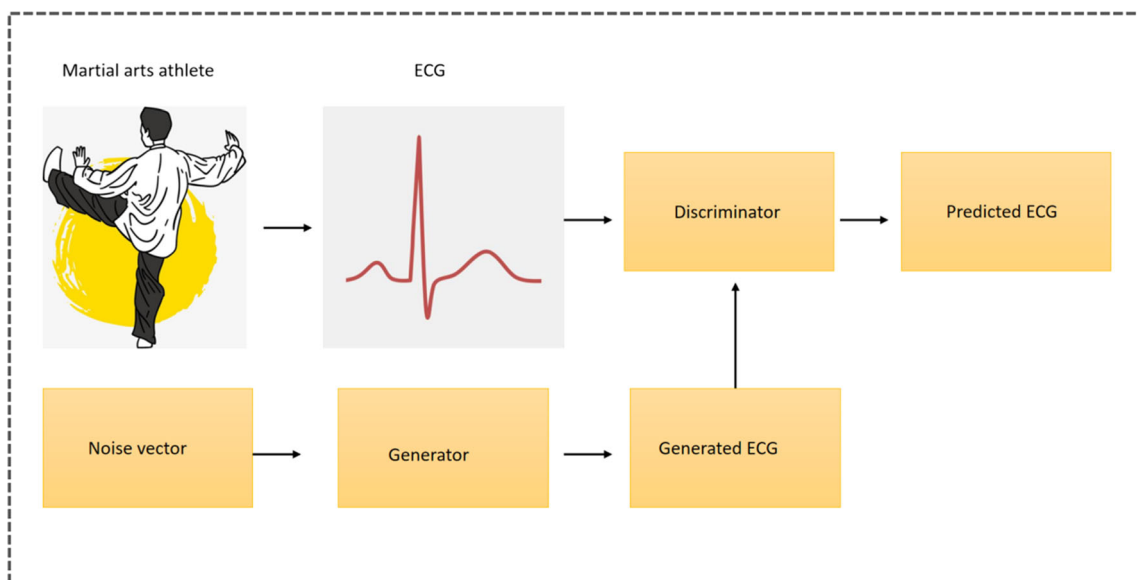 Martial arts athlete
ECG
Discriminator
Predicted ECG
Noise vector
Generator
Generated ECG